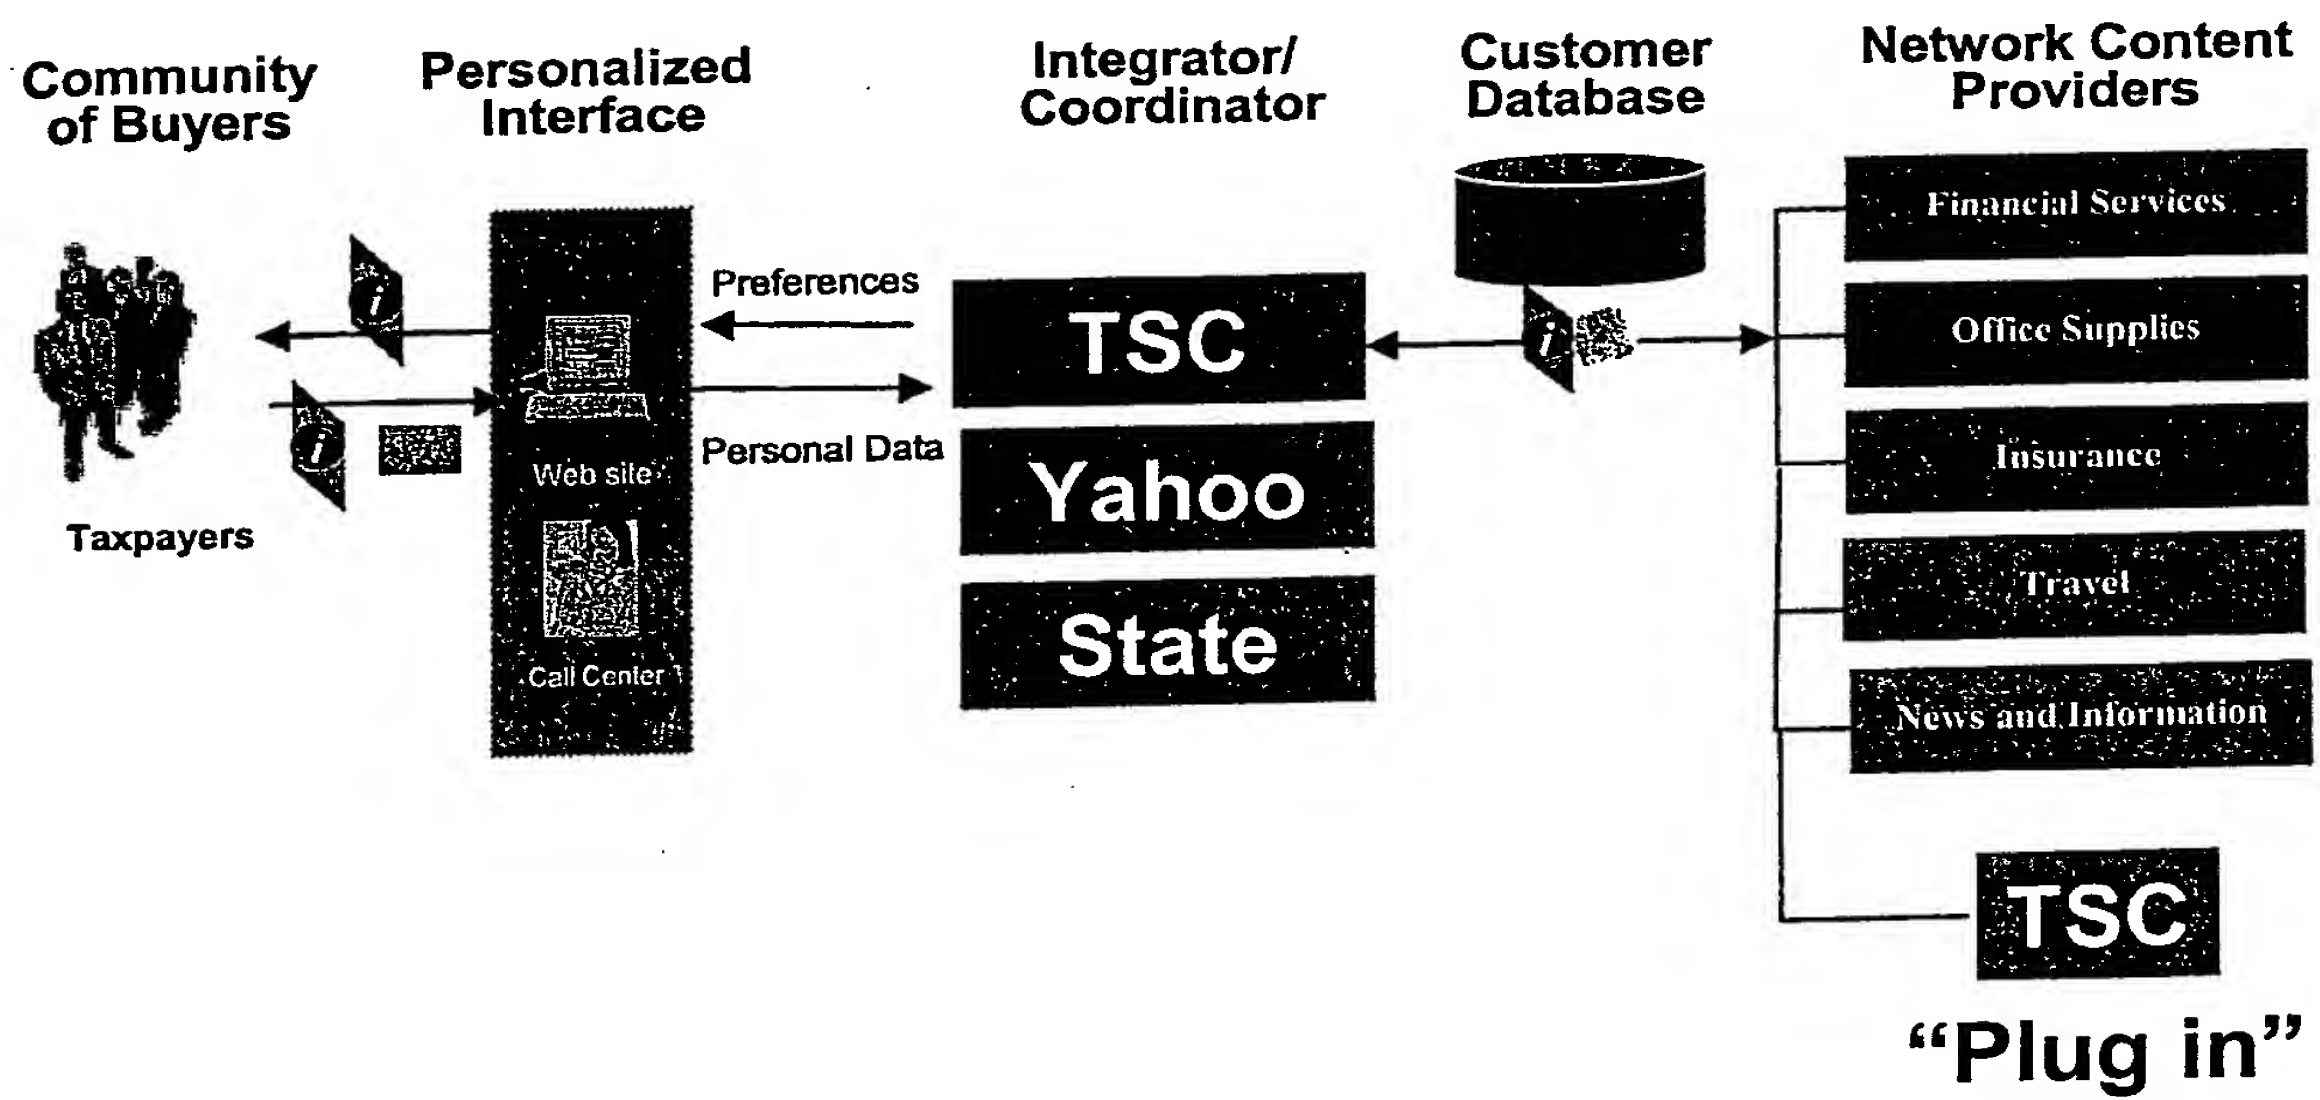 Community
of Buyers
Personalized
Interface
Integrator/
Coordinator
Customer
Database
Network Content
Providers
Taxpayers
i
i
Web site
Call Center
Preferences
Personal Data
TSC
Yahoo
State
i
Financial Services
Office Supplies
Insurance
Travel
News and Information
TSC
“Plug in”